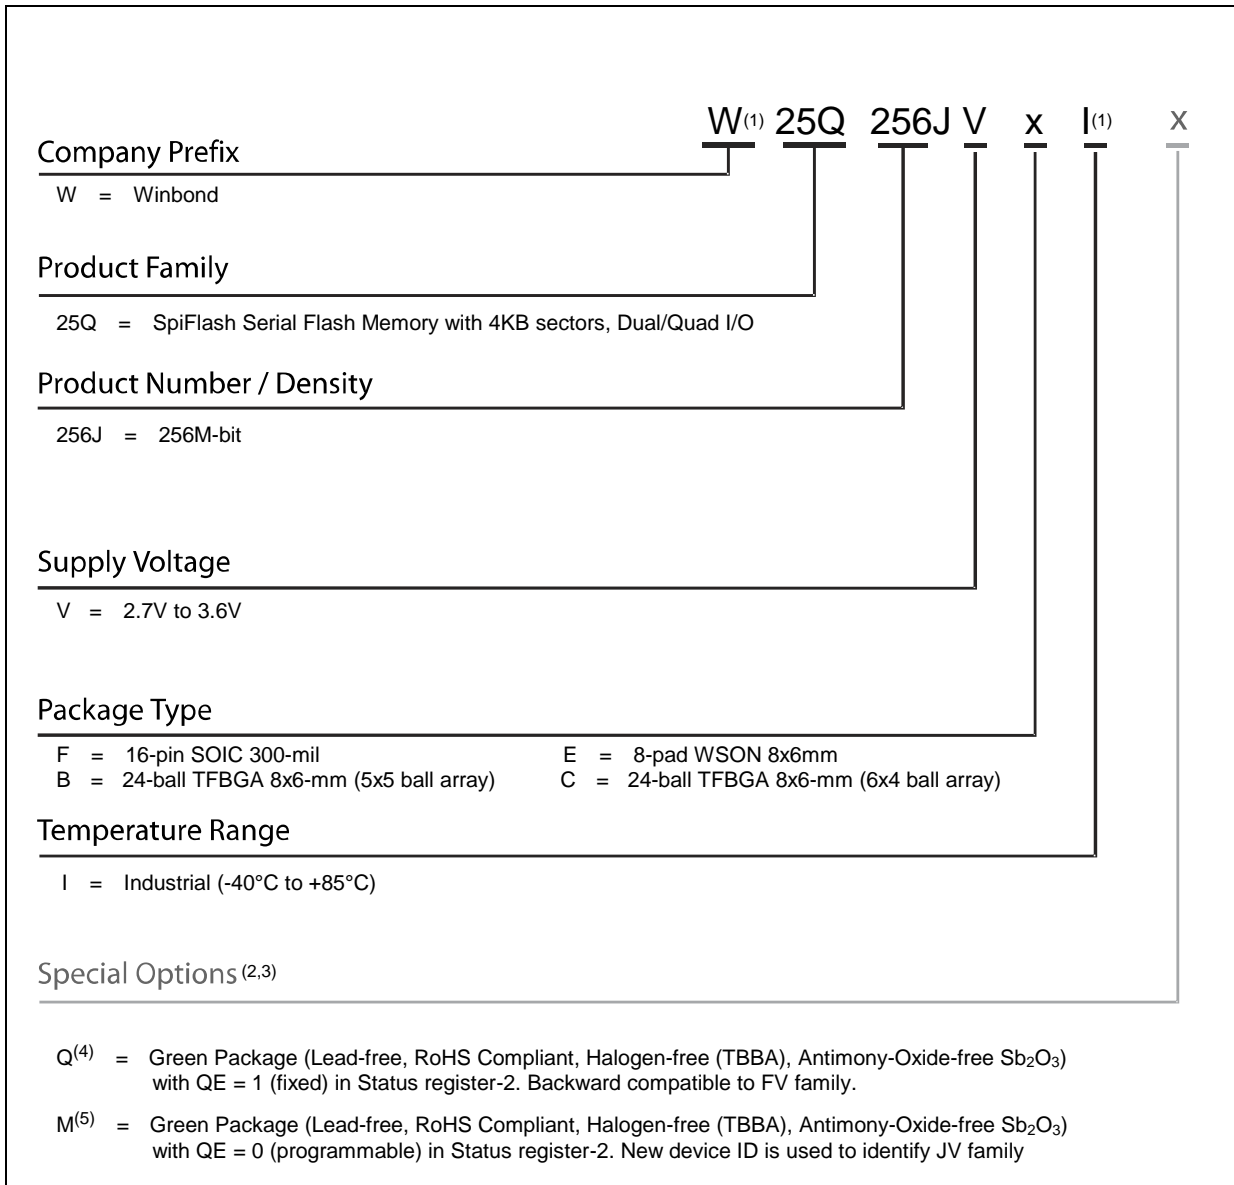 W(1) 25Q 256J V x I(1) x
Company Prefix
W = Winbond
Product Family
25Q = SpiFlash Serial Flash Memory with 4KB sectors, Dual/Quad I/O
Product Number / Density
256J = 256M-bit
Supply Voltage
V = 2.7V to 3.6V
Package Type
F = 16-pin SOIC 300-mil E = 8-pad WSON 8x6mm
B = 24-ball TFBGA 8x6-mm (5x5 ball array) C = 24-ball TFBGA 8x6-mm (6x4 ball array)
Temperature Range
I = Industrial (-40°C to +85°C)
Special Options (2,3)
Q(4) = Green Package (Lead-free, RoHS Compliant, Halogen-free (TBBA), Antimony-Oxide-free Sb₂O₃)
with QE = 1 (fixed) in Status register-2. Backward compatible to FV family.
M(5) = Green Package (Lead-free, RoHS Compliant, Halogen-free (TBBA), Antimony-Oxide-free Sb₂O₃)
with QE = 0 (programmable) in Status register-2. New device ID is used to identify JV family